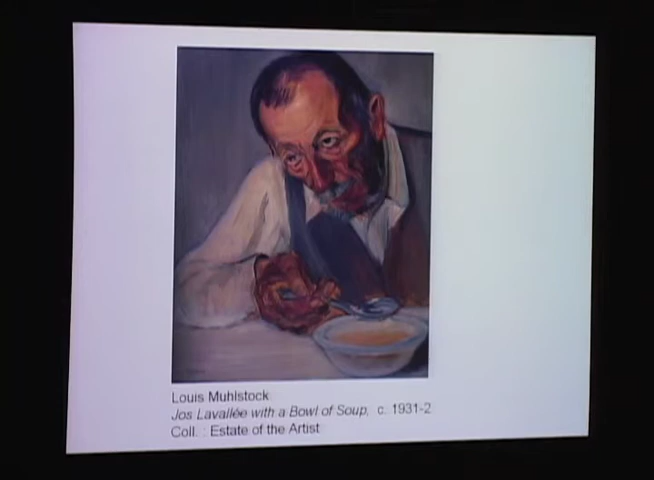 Louis Muhlstock
Jos Lavallée with a Bowl of Soup, c. 1931-2
Coll. : Estate of the Artist